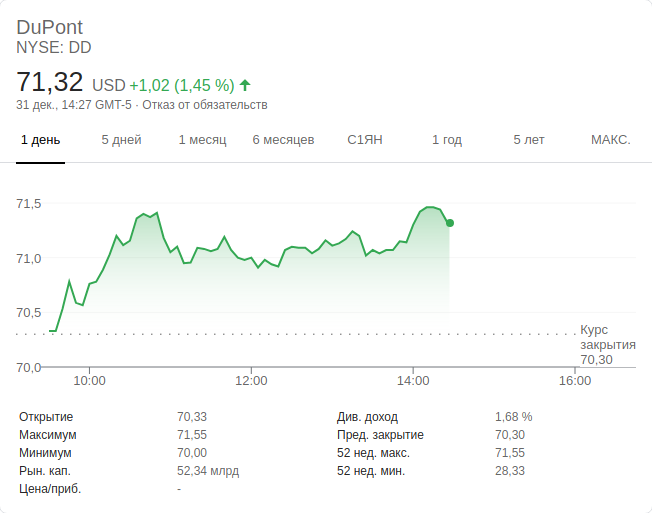 DuPont
NYSE: DD
71,32 USD +1,02 (1,45 %)
31 дек., 14:27 GMT-5 · Отказ от обязательств
1 день 5 дней 1 месяц 6 месяцев С1ЯН 1 год 5 лет МАКС.
71,5
71,0
70,5
Курс
закрытия
70,30
70,0
10:00 12:00 14:00 16:00
Открытие 70,33 Див. доход 1,68 %
Максимум 71,55 Пред. закрытие 70,30
Минимум 70,00 52 нед. макс. 71,55
Рын. кап. 52,34 млрд 52 нед. мин. 28,33
Цена/приб. -